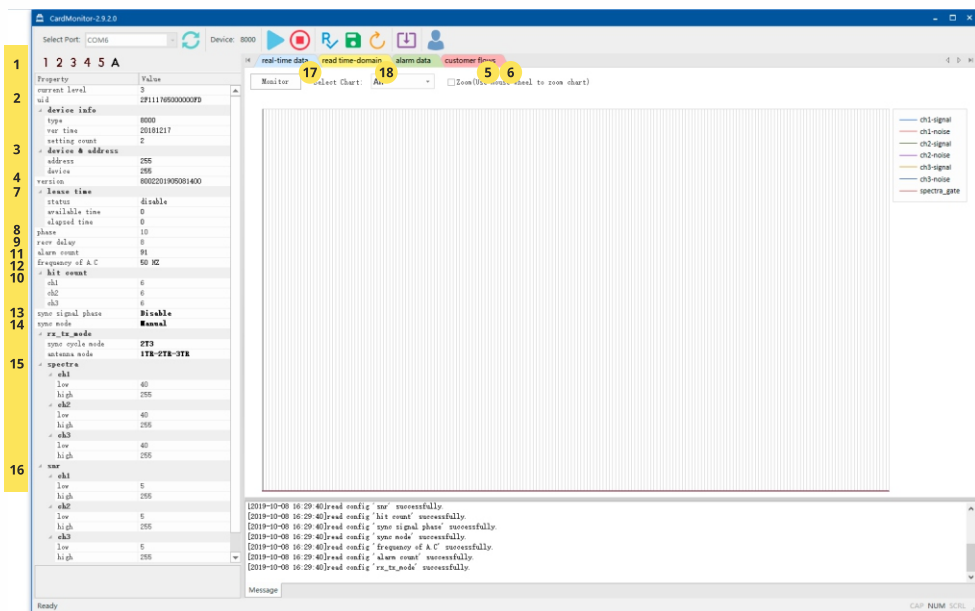 CardMonitor-2.9.2.0
Select Port: COM6 Device: 8000
1 1 2 3 4 5 A
real-time data read time-domain alarm data customer flows
17 18 5 6
Monitor Select Chart: Zoom(Use mouse wheel to zoom chart)
Property Value
current level 3
2 uid 2F111765000000FD
device info
type 8000
ver time 20181217
setting count 2
3 device & address
address 255
device 255
4 version 8002201905081400
7 lease time
status disable
available time 0
elapsed time 0
8 phase 10
9 recv delay 8
11 alarm count 91
12 frequency of A.C 50 HZ
10 hit count
ch1 6
ch2 6
ch3 6
13 sync signal phase Disable
14 sync mode Manual
rx_tx_mode
sync cycle mode 2T3
antenna mode 1TR-2TR-3TR
15 spectra
ch1
low 40
high 255
ch2
low 40
high 255
ch3
low 40
high 255
16 snr
ch1
low 5
high 255
ch2
low 5
high 255
ch3
low 5
high 255
ch1-signal
ch1-noise
ch2-signal
ch2-noise
ch3-signal
ch3-noise
spectra_gate
[2019-10-08 16:29:40]read config 'snr' successfully.
[2019-10-08 16:29:40]read config 'hit count' successfully.
[2019-10-08 16:29:40]read config 'sync signal phase' successfully.
[2019-10-08 16:29:40]read config 'sync mode' successfully.
[2019-10-08 16:29:40]read config 'frequency of A.C' successfully.
[2019-10-08 16:29:40]read config 'alarm count' successfully.
[2019-10-08 16:29:40]read config 'rx_tx_mode' successfully.
Message
Ready CAP NUM SCRL